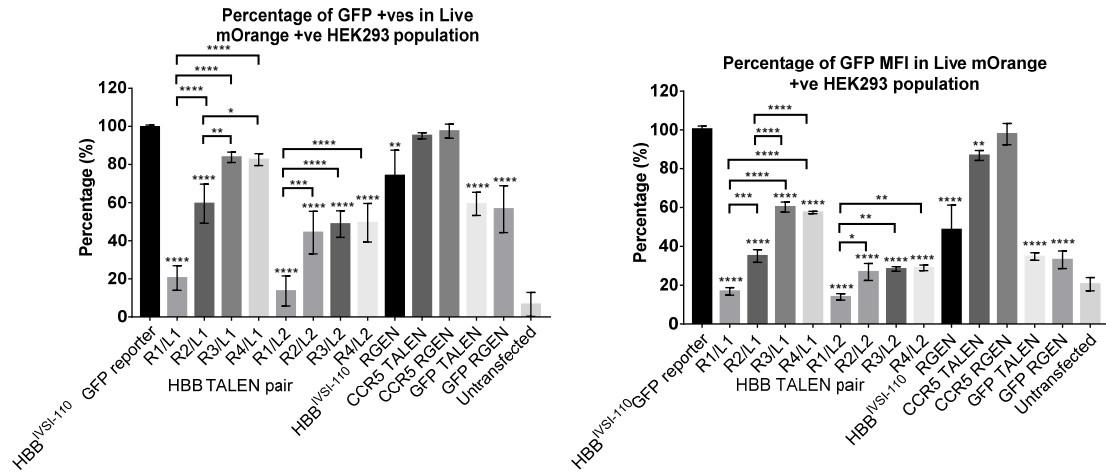 Percentage of GFP +ves in Live
mOrange +ve HEK293 population
****
****
****
*
**
****
****
***
**
****
****
****
****
****
****
****
****
Percentage (%)
120
100
80
60
40
20
0
HBB^IVSI-110 GFP reporter
R1/L1
R2/L1
R3/L1
R4/L1
R1/L2
R2/L2
R3/L2
R4/L2
HBB^IVSI-110 RGEN
CCR5 TALEN
CCR5 RGEN
GFP TALEN
GFP RGEN
Untransfected
HBB TALEN pair
Percentage of GFP MFI in Live mOrange
+ve HEK293 population
****
****
****
****
***
**
**
*
**
****
****
****
****
****
****
****
****
****
****
****
Percentage (%)
120
100
80
60
40
20
0
HBB^IVSI-110 GFP reporter
R1/L1
R2/L1
R3/L1
R4/L1
R1/L2
R2/L2
R3/L2
R4/L2
HBB^IVSI-110 RGEN
CCR5 TALEN
CCR5 RGEN
GFP TALEN
GFP RGEN
Untransfected
HBB TALEN pair